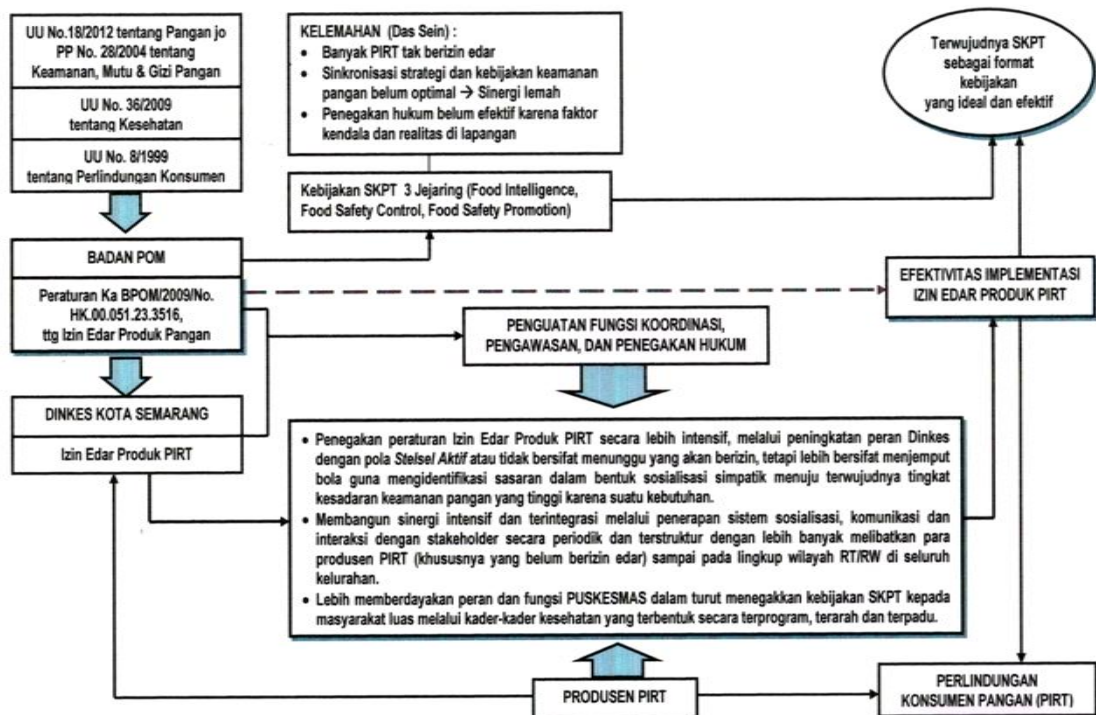 UU No.18/2012 tentang Pangan jo
PP No. 28/2004 tentang
Keamanan, Mutu & Gizi Pangan
UU No. 36/2009
tentang Kesehatan
UU No. 8/1999
tentang Perlindungan Konsumen
KELEMAHAN (Das Sein) :
• Banyak PIRT tak berizin edar
• Sinkronisasi strategi dan kebijakan keamanan
pangan belum optimal → Sinergi lemah
• Penegakan hukum belum efektif karena faktor
kendala dan realitas di lapangan
Terwujudnya SKPT
sebagai format
kebijakan
yang ideal dan efektif
Kebijakan SKPT 3 Jejaring (Food Intelligence,
Food Safety Control, Food Safety Promotion)
BADAN POM
Peraturan Ka BPOM/2009/No.
HK.00.051.23.3516,
ttg Izin Edar Produk Pangan
EFEKTIVITAS IMPLEMENTASI
IZIN EDAR PRODUK PIRT
PENGUATAN FUNGSI KOORDINASI,
PENGAWASAN, DAN PENEGAKAN HUKUM
DINKES KOTA SEMARANG
Izin Edar Produk PIRT
• Penegakan peraturan Izin Edar Produk PIRT secara lebih intensif, melalui peningkatan peran Dinkes
dengan pola Stelsel Aktif atau tidak bersifat menunggu yang akan berizin, tetapi lebih bersifat menjemput
bola guna mengidentifikasi sasaran dalam bentuk sosialisasi simpatik menuju terwujudnya tingkat
kesadaran keamanan pangan yang tinggi karena suatu kebutuhan.
• Membangun sinergi intensif dan terintegrasi melalui penerapan sistem sosialisasi, komunikasi dan
interaksi dengan stakeholder secara periodik dan terstruktur dengan lebih banyak melibatkan para
produsen PIRT (khususnya yang belum berizin edar) sampai pada lingkup wilayah RT/RW di seluruh
kelurahan.
• Lebih memberdayakan peran dan fungsi PUSKESMAS dalam turut menegakkan kebijakan SKPT kepada
masyarakat luas melalui kader-kader kesehatan yang terbentuk secara terprogram, terarah dan terpadu.
PRODUSEN PIRT
PERLINDUNGAN
KONSUMEN PANGAN (PIRT)